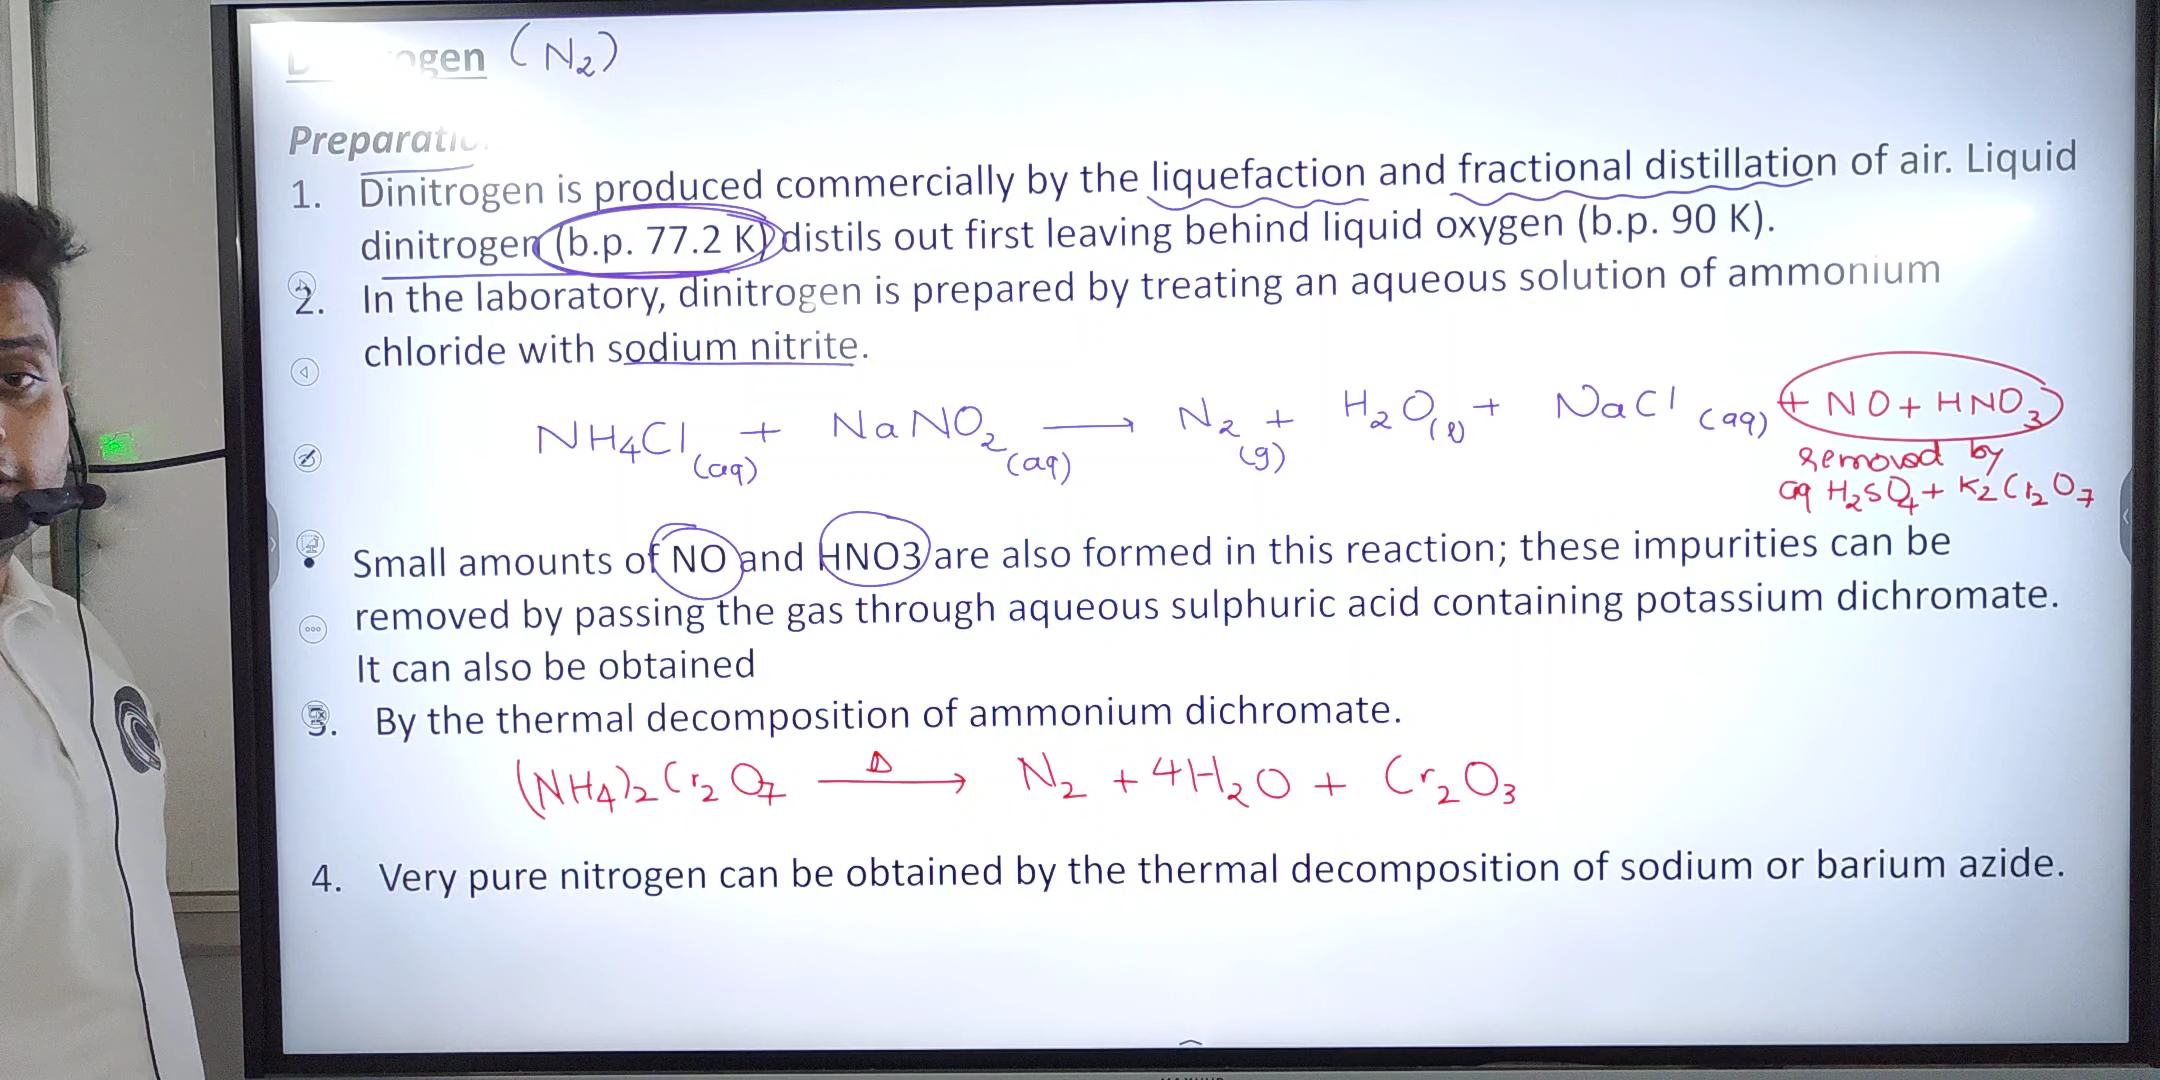 (N₂)
1. Dinitrogen is produced commercially by the liquefaction and fractional distillation of air. Liquid
dinitrogen (b.p. 77.2 K) distils out first leaving behind liquid oxygen (b.p. 90 K).
2. In the laboratory, dinitrogen is prepared by treating an aqueous solution of ammonium
chloride with sodium nitrite.
NH₄Cl (aq) + NaNO₂ (aq) → N₂ (g) + H₂O (l) + NaCl (aq) + NO + HNO₃
removed by
aq H₂SO₄ + K₂Cr₂O₇
• Small amounts of NO and HNO3 are also formed in this reaction; these impurities can be
removed by passing the gas through aqueous sulphuric acid containing potassium dichromate.
It can also be obtained
3. By the thermal decomposition of ammonium dichromate.
(NH₄)₂Cr₂O₇ —Δ→ N₂ + 4H₂O + Cr₂O₃
4. Very pure nitrogen can be obtained by the thermal decomposition of sodium or barium azide.